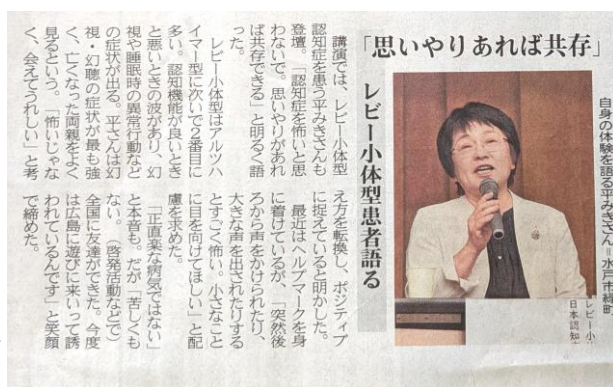 「思いやりあれば共存」
レビー小体型患者語る
自身の体験を語る平みきさん＝水
市緑町
講演では、レビー小体型
認知症を患う平みきさんも
登壇。「認知症を怖いと思
わないで。思いやりがあれ
ば共存できる」と明るく語
った。
レビー小体型はアルツハ
イマー型に次いで2番目に
多い。認知機能が良いとき
と悪いときの波があり、幻
視や睡眠時の異常行動など
の症状が出る。平さんは幻
視・幻聴の症状が最も強
く、亡くなった両親をよく
見るという。「怖いじゃな
く、会えてうれしい」と考
え方を転換し、ポジティブ
に捉えていると明かした。
最近はヘルプマークを身
に着けているが、「突然後
ろから声をかけられたり、
大きな声を出されたりする
とすごく怖い。小さなこと
に目を向けてほしい」と配
慮を求めた。
「正直楽な病気ではない」
と本音も。だが「苦しくも
ない。（啓発活動などで）
全国に友達ができた。今度
は広島に遊びに来いって誘
われているんです」と笑顔
で締めた。
レビー小
日本認知